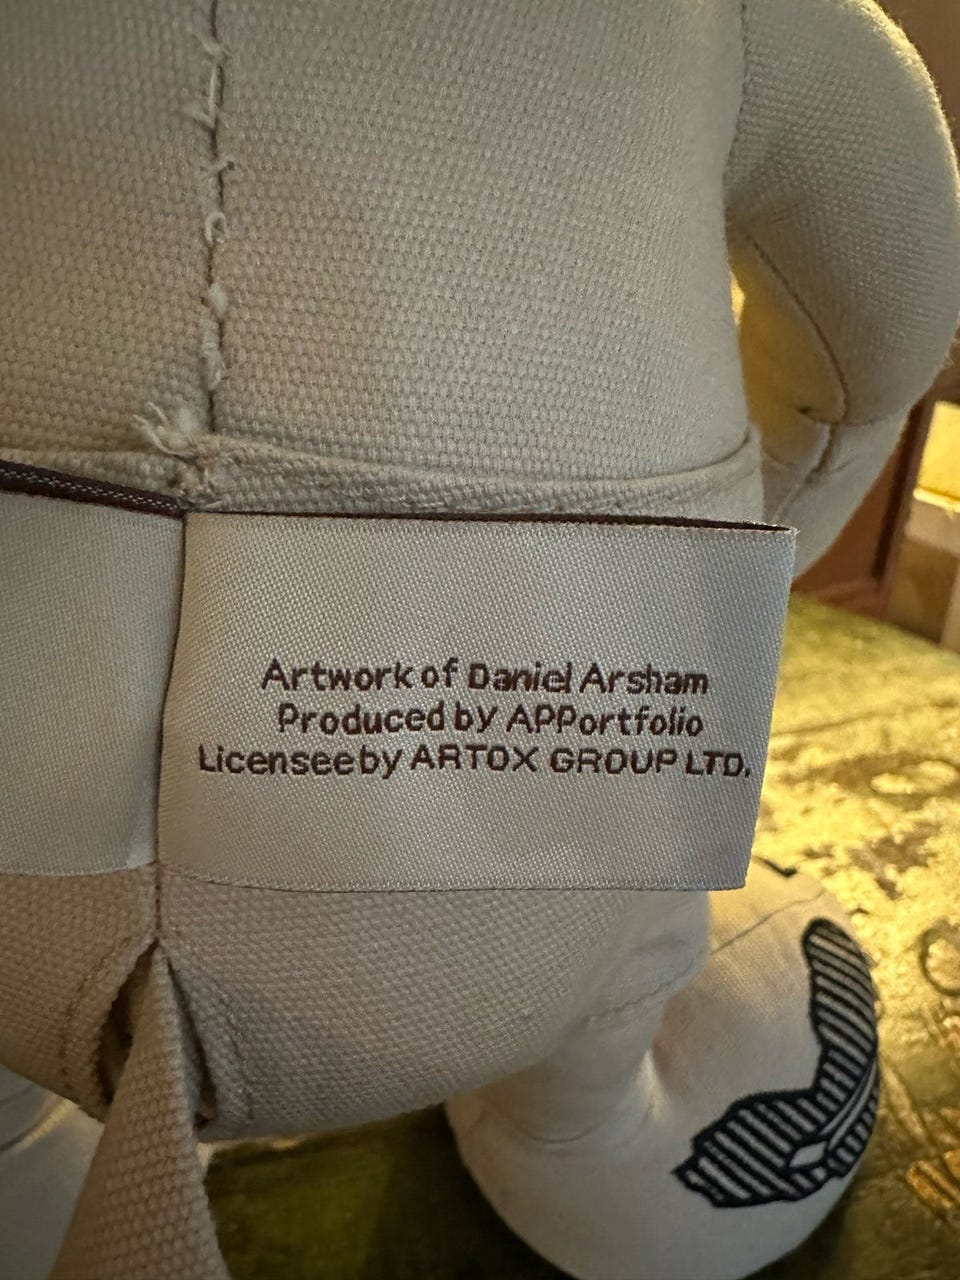 Artwork of Daniel Arsham
Produced by APPortfolio
Licensee by ARTOX GROUP LTD.